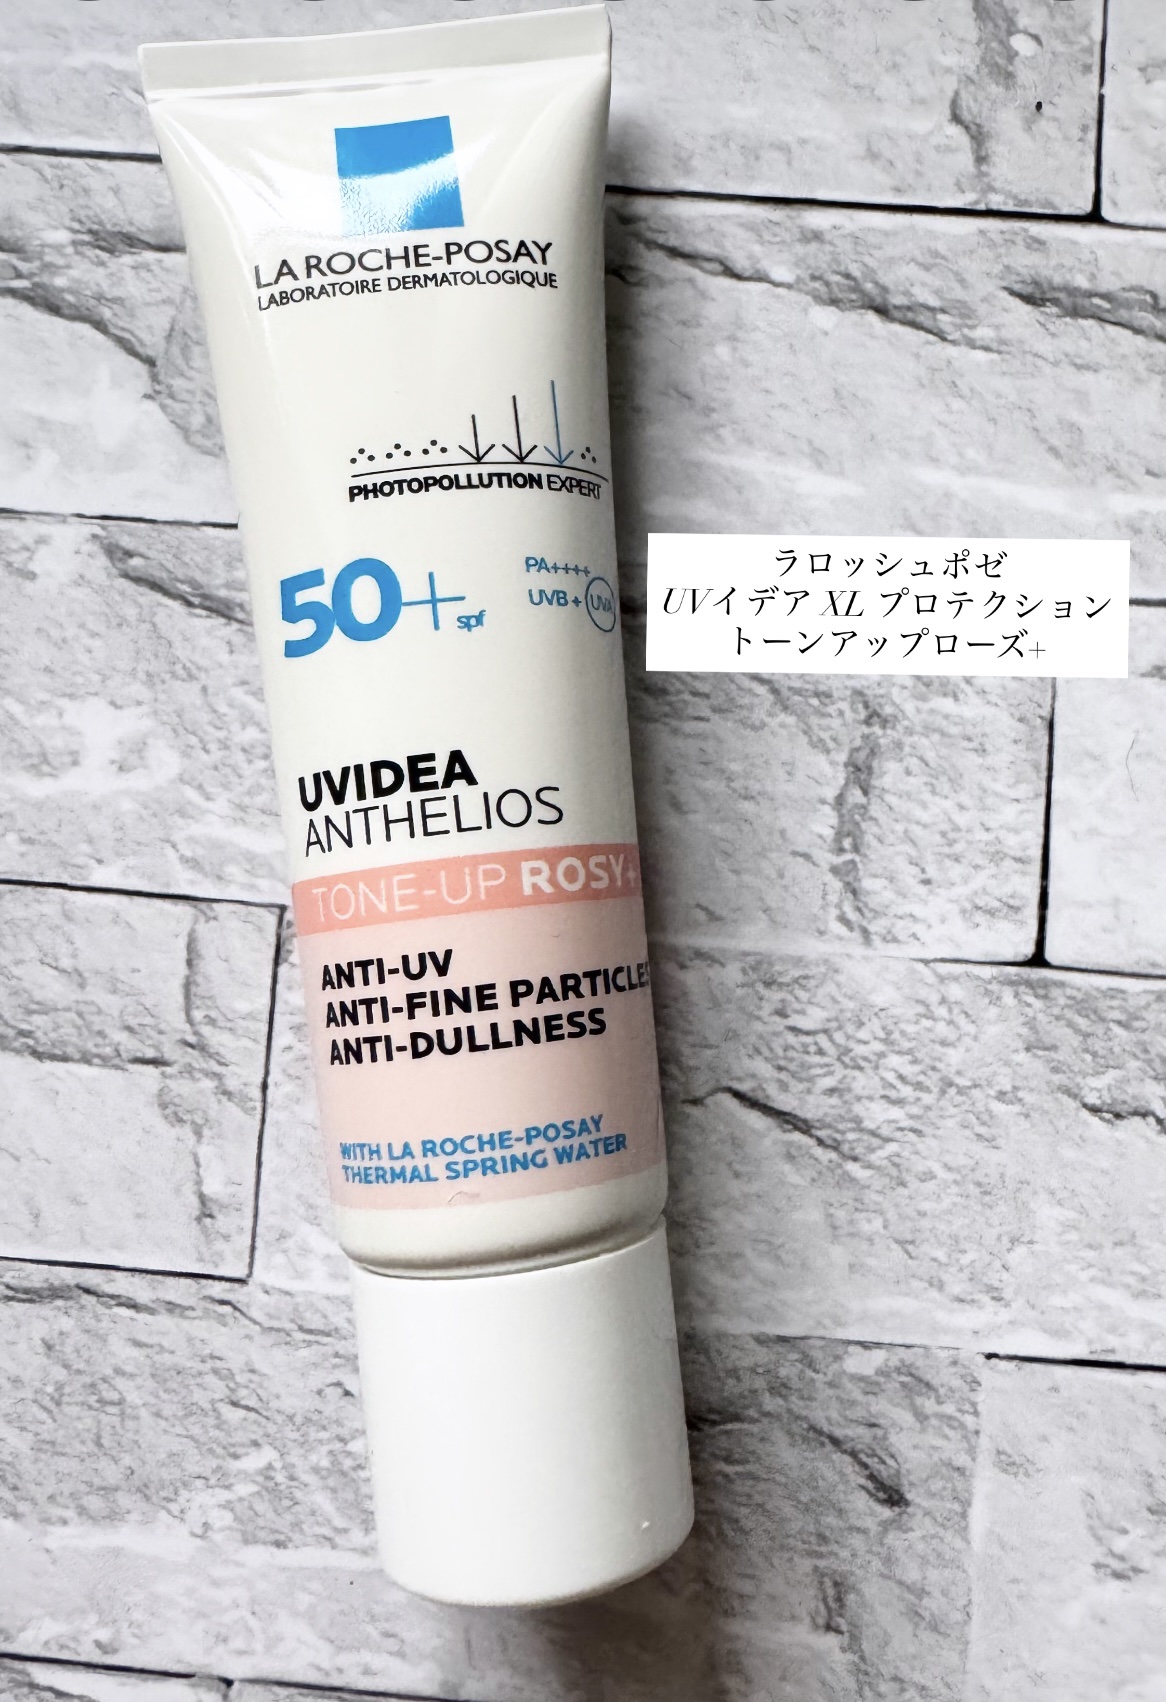 LA ROCHE-POSAY
LABORATOIRE DERMATOLOGIQUE
PHOTOPOLLUTION EXPERT
50+ spf
PA++++
UVB + UVA
UVIDEA
ANTHELIOS
TONE-UP ROSY+
ANTI-UV
ANTI-FINE PARTICLES
ANTI-DULLNESS
WITH LA ROCHE-POSAY
THERMAL SPRING WATER
ラロッシュポゼ
UVイデア XL プロテクション
トーンアップローズ+